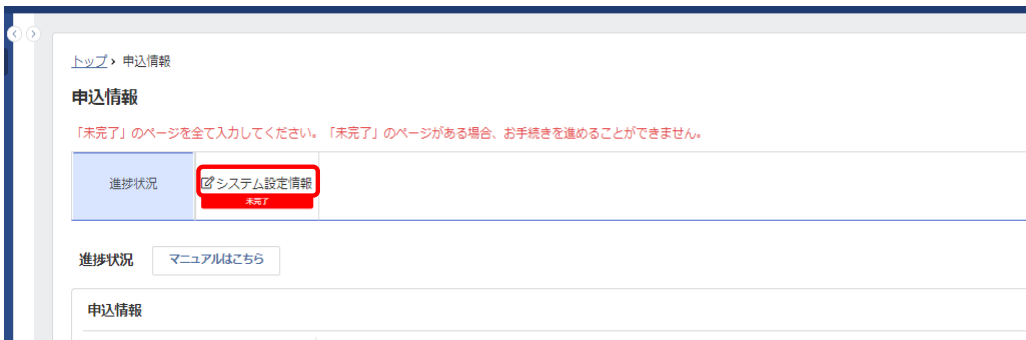 トップ › 申込情報
申込情報
「未完了」のページを全て入力してください。「未完了」のページがある場合、お手続きを進めることができません。
進捗状況
システム設定情報
未完了
進捗状況
マニュアルはこちら
申込情報